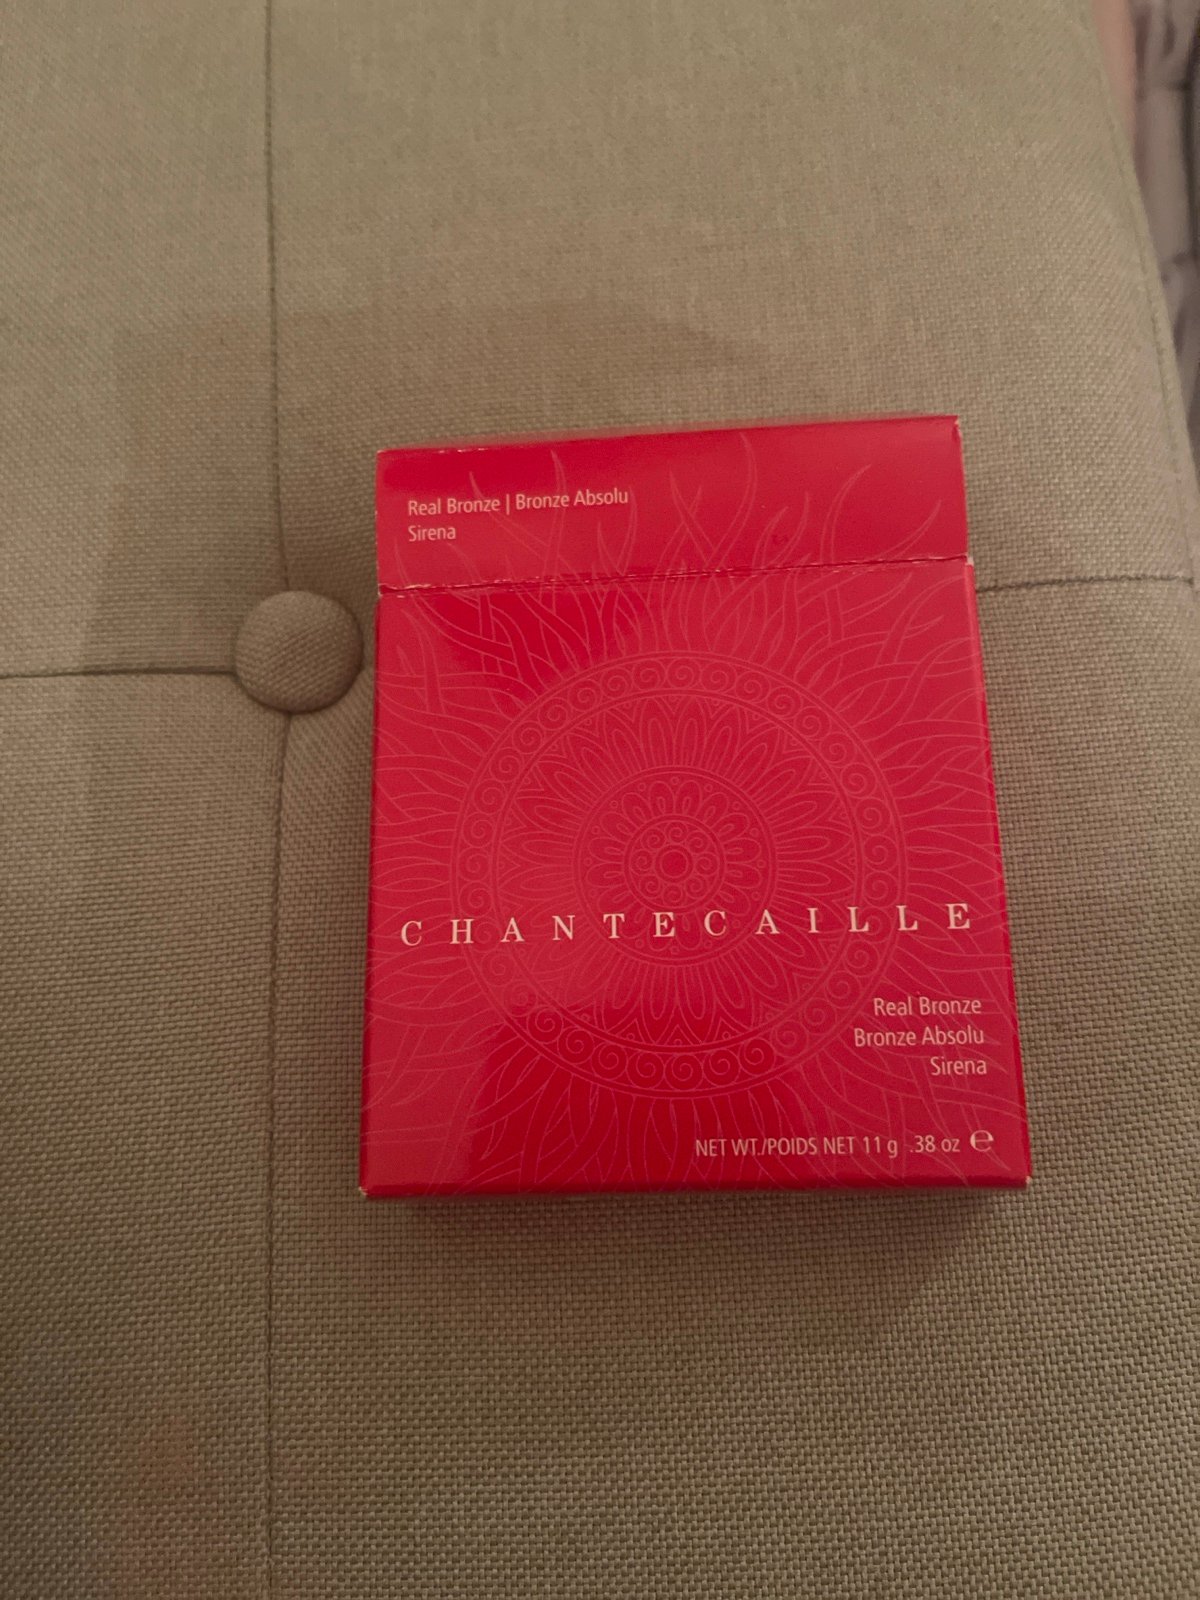 Real Bronze | Bronze Absolu
Sirena
CHANTECAILLE
Real Bronze
Bronze Absolu
Sirena
NET WT./POIDS NET 11 g .38 oz ℮